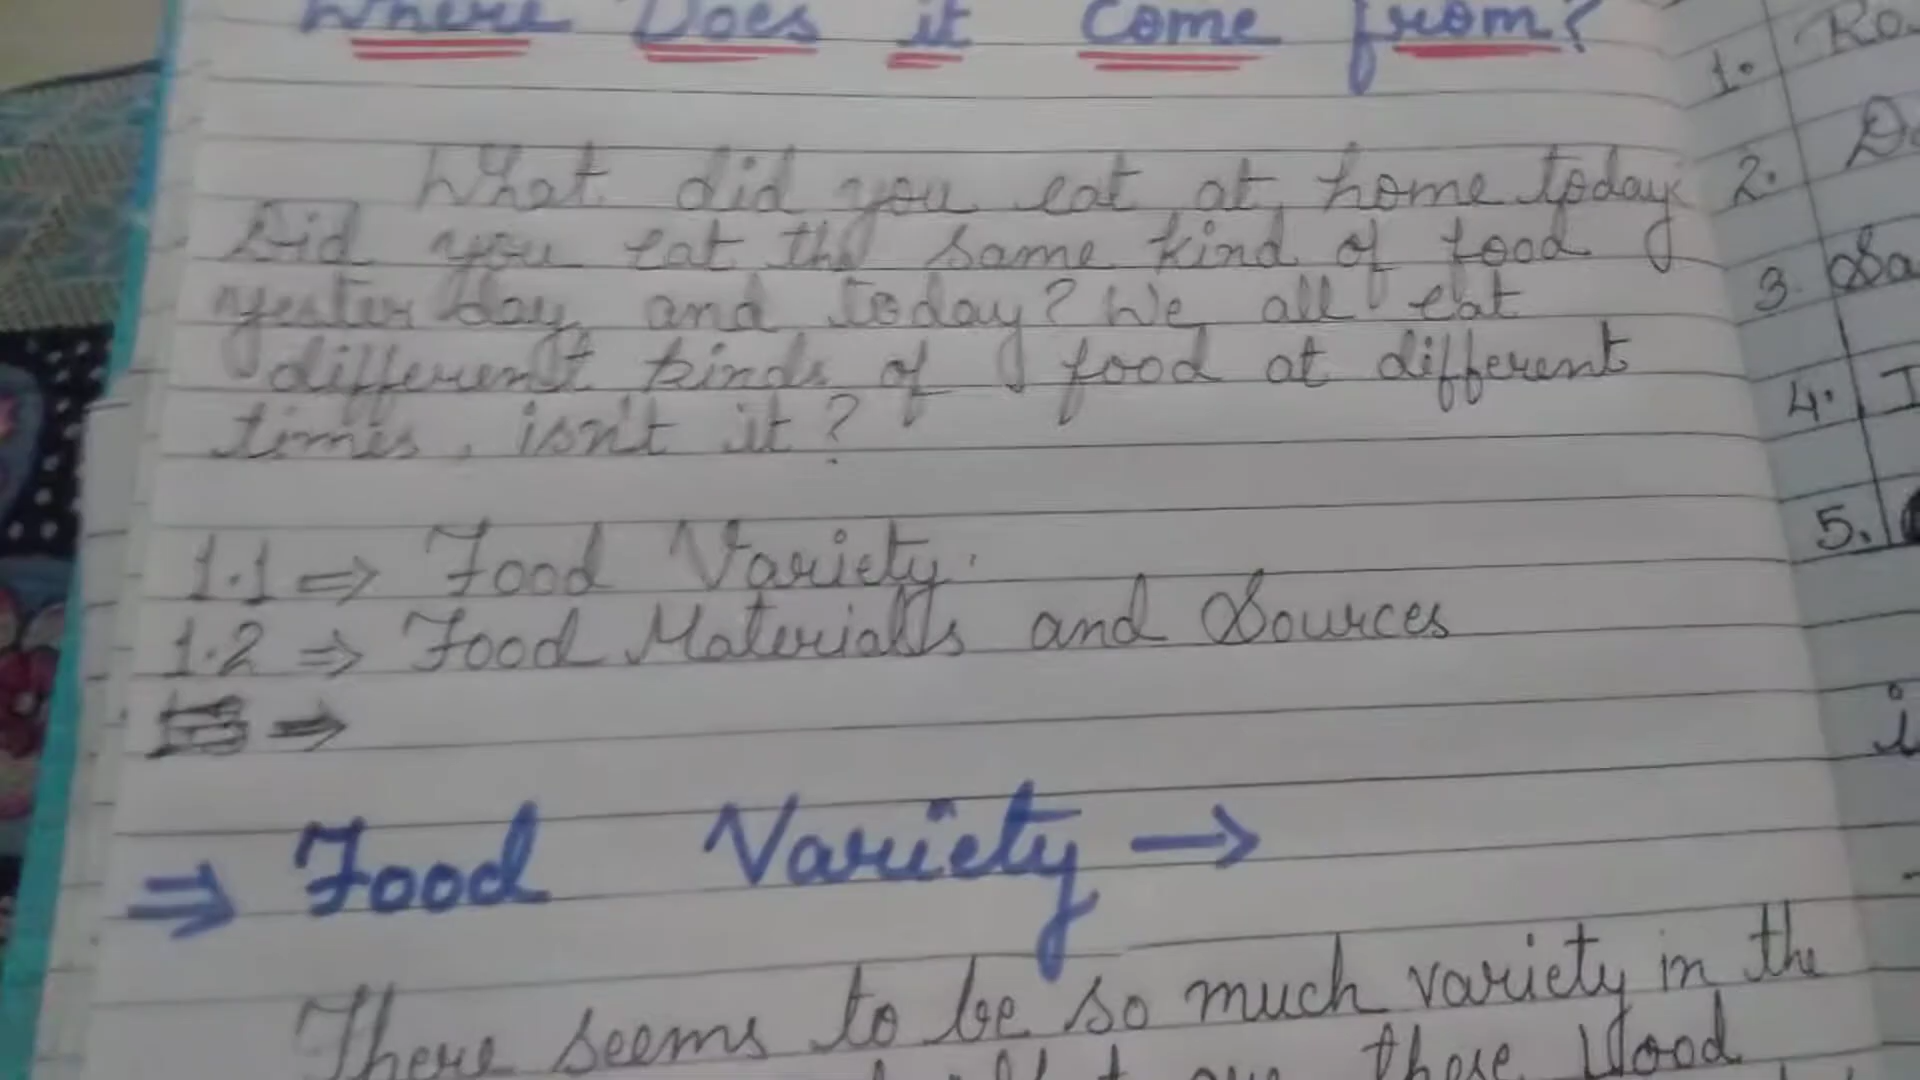 Where Does it Come from?
What did you eat at home today
Did you eat the same kind of food
yesterday and today? We all eat
different kinds of food at different
times, isn't it?
1.1 ⇒ Food Variety.
1.2 ⇒ Food Materials and Sources
⇒
⇒ Food Variety →
There seems to be so much variety in the
are these food
1.
2.
3.
4.
5.